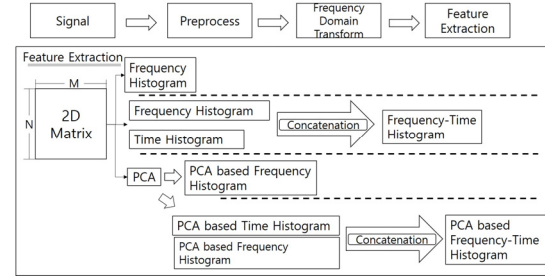 Signal
Preprocess
Frequency
Domain
Transform
Feature
Extraction
Feature Extraction
M
N
2D
Matrix
Frequency
Histogram
Frequency Histogram
Time Histogram
Concatenation
Frequency-Time
Histogram
PCA
PCA based Frequency
Histogram
PCA based Time Histogram
PCA based Frequency
Histogram
Concatenation
PCA based
Frequency-Time
Histogram